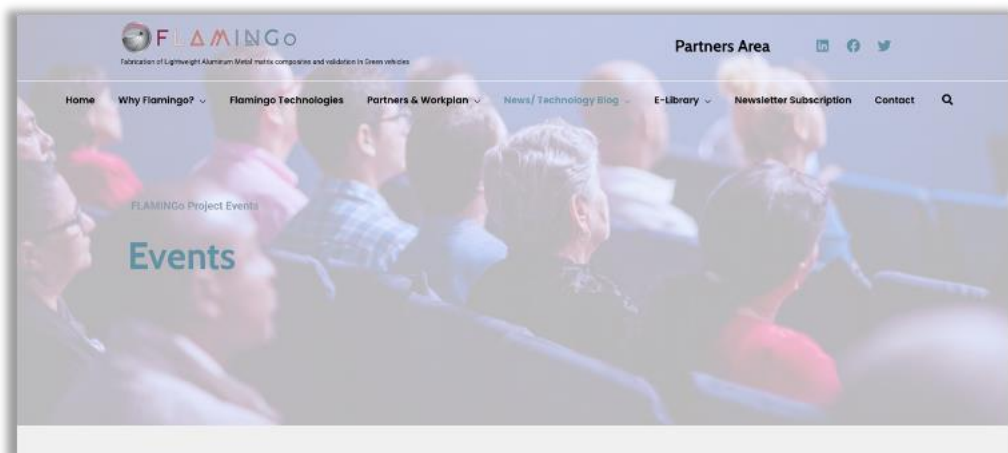 FLAMINGo
Fabrication of Lightweight Aluminum Metal matrix composites and validation in Green vehicles
Partners Area
Home Why Flamingo? Flamingo Technologies Partners & Workplan News/ Technology Blog E-Library Newsletter Subscription Contact
FLAMINGo Project Events
Events